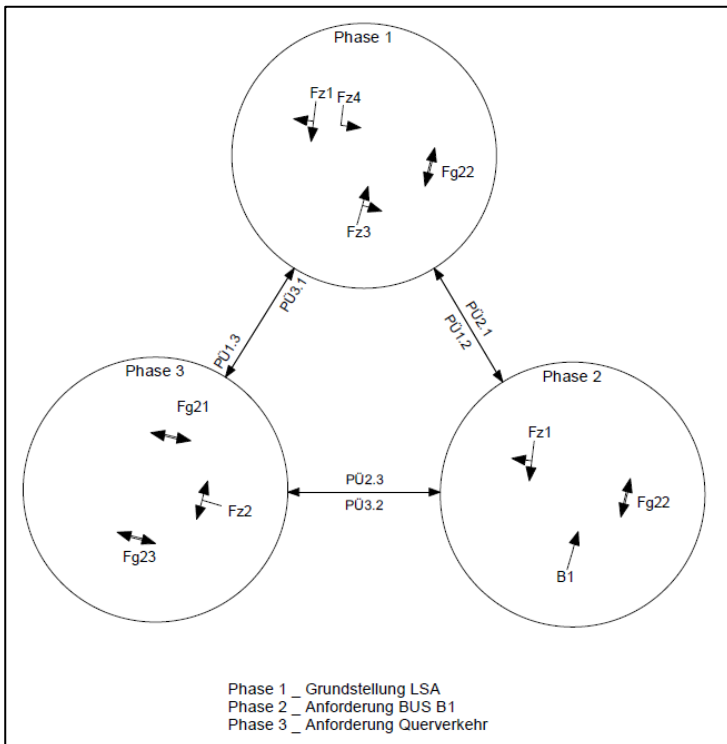 Phase 1
Fz1 Fz4
Fg22
Fz3
PÜ1.3
PÜ3.1
PÜ2.1
PÜ1.2
Phase 3
Fg21
Fz2
Fg23
PÜ2.3
PÜ3.2
Phase 2
Fz1
Fg22
B1
Phase 1 _ Grundstellung LSA
Phase 2 _ Anforderung BUS B1
Phase 3 _ Anforderung Querverkehr